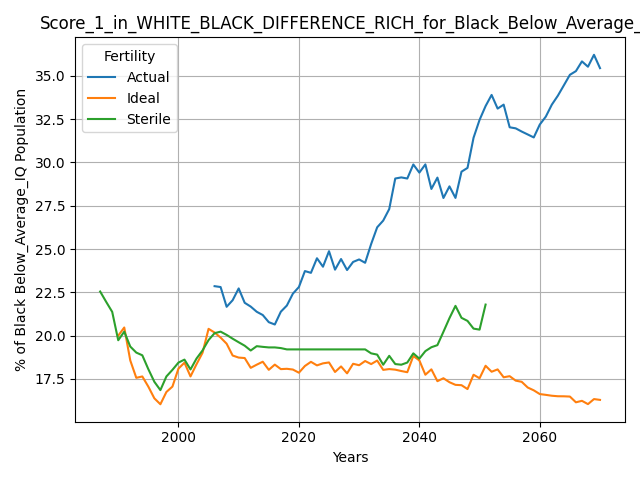 Score_1_in_WHITE_BLACK_DIFFERENCE_RICH_for_Black_Below_Average_
Fertility
Actual
Ideal
Sterile
% of Black Below_Average_IQ Population
35.0
32.5
30.0
27.5
25.0
22.5
20.0
17.5
2000
2020
2040
2060
Years